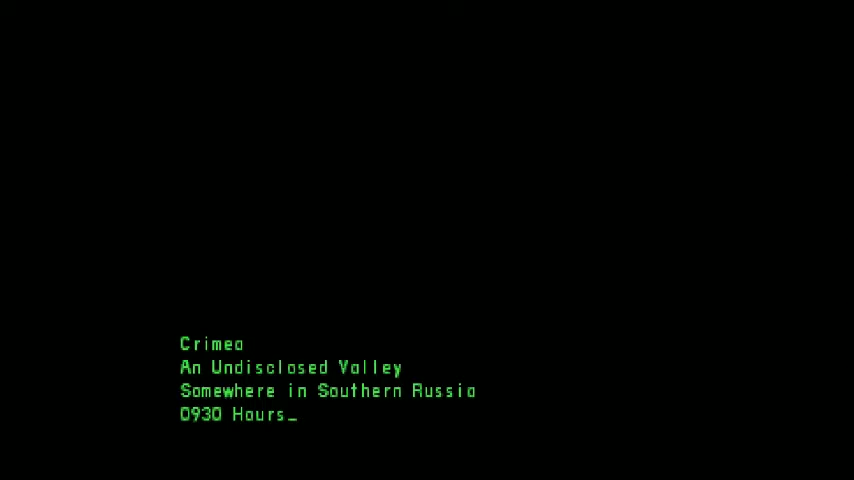 Crimea
An Undisclosed Valley
Somewhere in Southern Russia
0930 Hours_